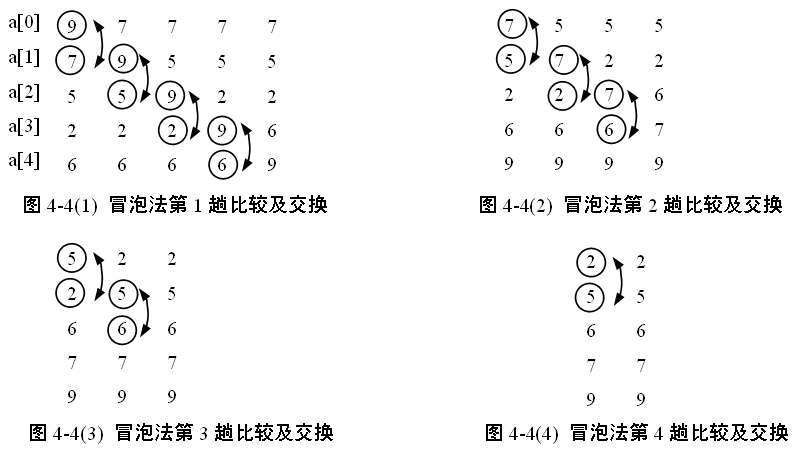 a[0] 9 7 7 7 7
a[1] 7 9 5 5 5
a[2] 5 5 9 2 2
a[3] 2 2 2 9 6
a[4] 6 6 6 6 9
图 4-4(1) 冒泡法第 1 趟比较及交换
7 5 5 5
5 7 2 2
2 2 7 6
6 6 6 7
9 9 9 9
图 4-4(2) 冒泡法第 2 趟比较及交换
5 2 2
2 5 5
6 6 6
7 7 7
9 9 9
图 4-4(3) 冒泡法第 3 趟比较及交换
2 2
5 5
6 6
7 7
9 9
图 4-4(4) 冒泡法第 4 趟比较及交换